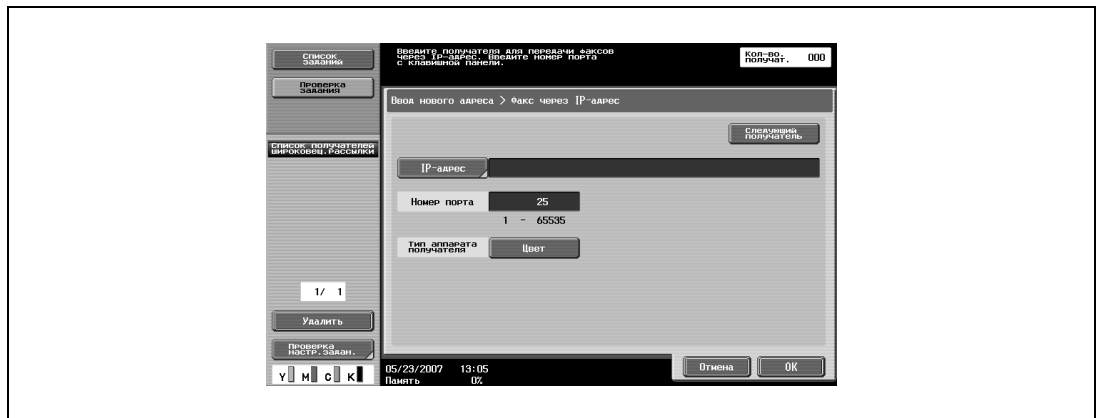 Список
заданий
Проверка
задания
Введите получателя для передачи факсов
через IP-адрес. Введите номер порта
с клавишной панели.
Кол-во.
получат. 000
Ввод нового адреса > Факс через IP-адрес
Следующий
получатель
Список получателей
широковещ.рассылки
IP-адрес
Номер порта 25
1 - 65535
Тип аппарата
получателя
Цвет
1/ 1
Удалить
Проверка
настр.задан.
Y M C K
05/23/2007 13:05
Память 0%
Отмена
OK